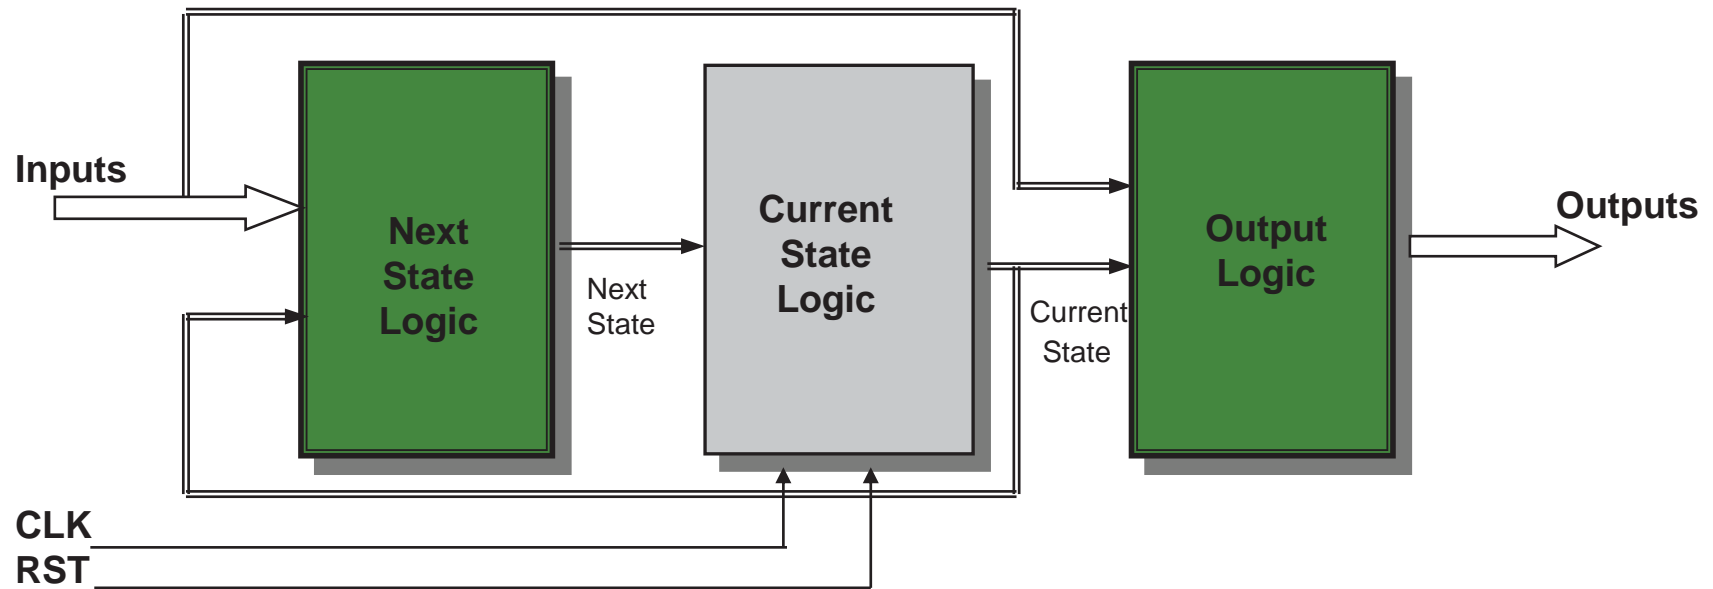 Inputs
Next
State
Logic
Next
State
Current
State
Logic
Current
State
Output
Logic
Outputs
CLK
RST